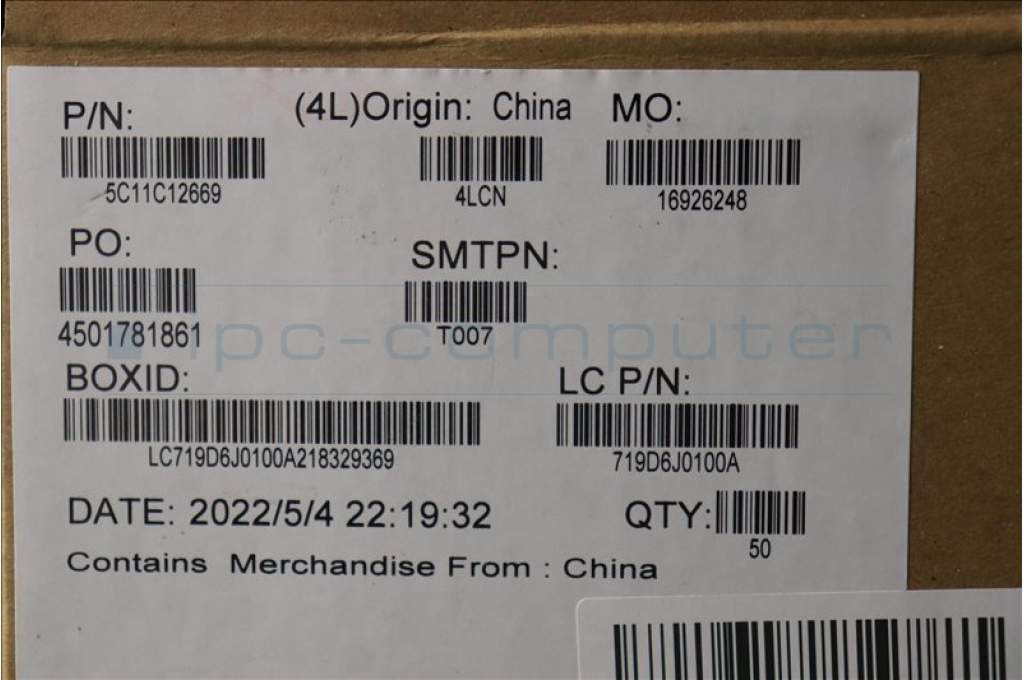 P/N: (4L)Origin: China MO:
5C11C12669 4LCN 16926248
PO: SMTPN:
4501781861 T007
ipc-computer
BOXID: LC P/N:
LC719D6J0100A218329369 719D6J0100A
DATE: 2022/5/4 22:19:32 QTY:
50
Contains Merchandise From : China